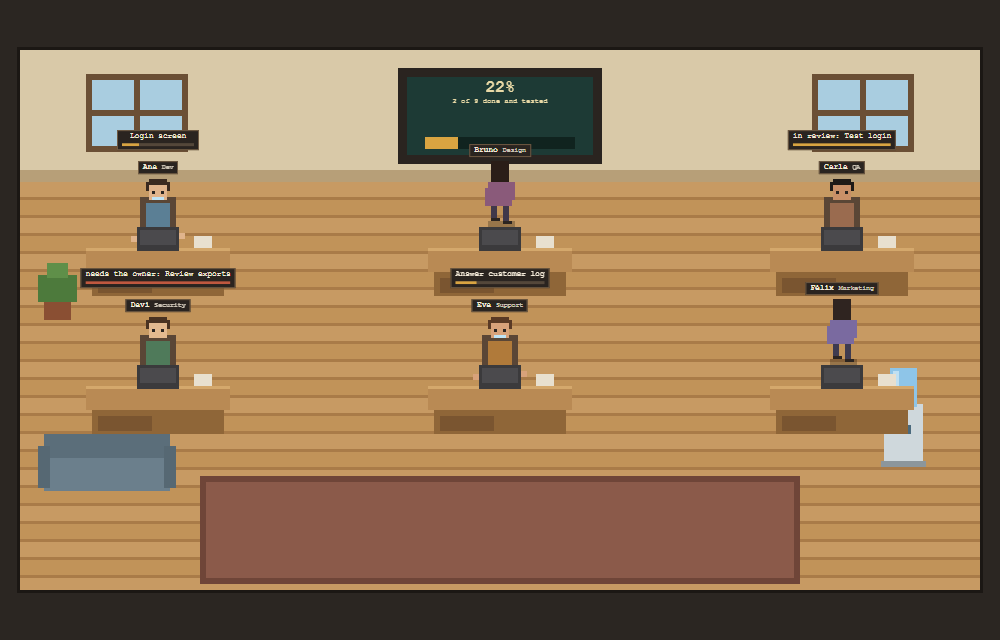 22%
2 of 9 done and tested
Login screen
in review: Test login
Bruno Design
Ana Dev
Carla QA
needs the owner: Review exports
Answer customer log
Félix Marketing
Davi Security
Eva Support